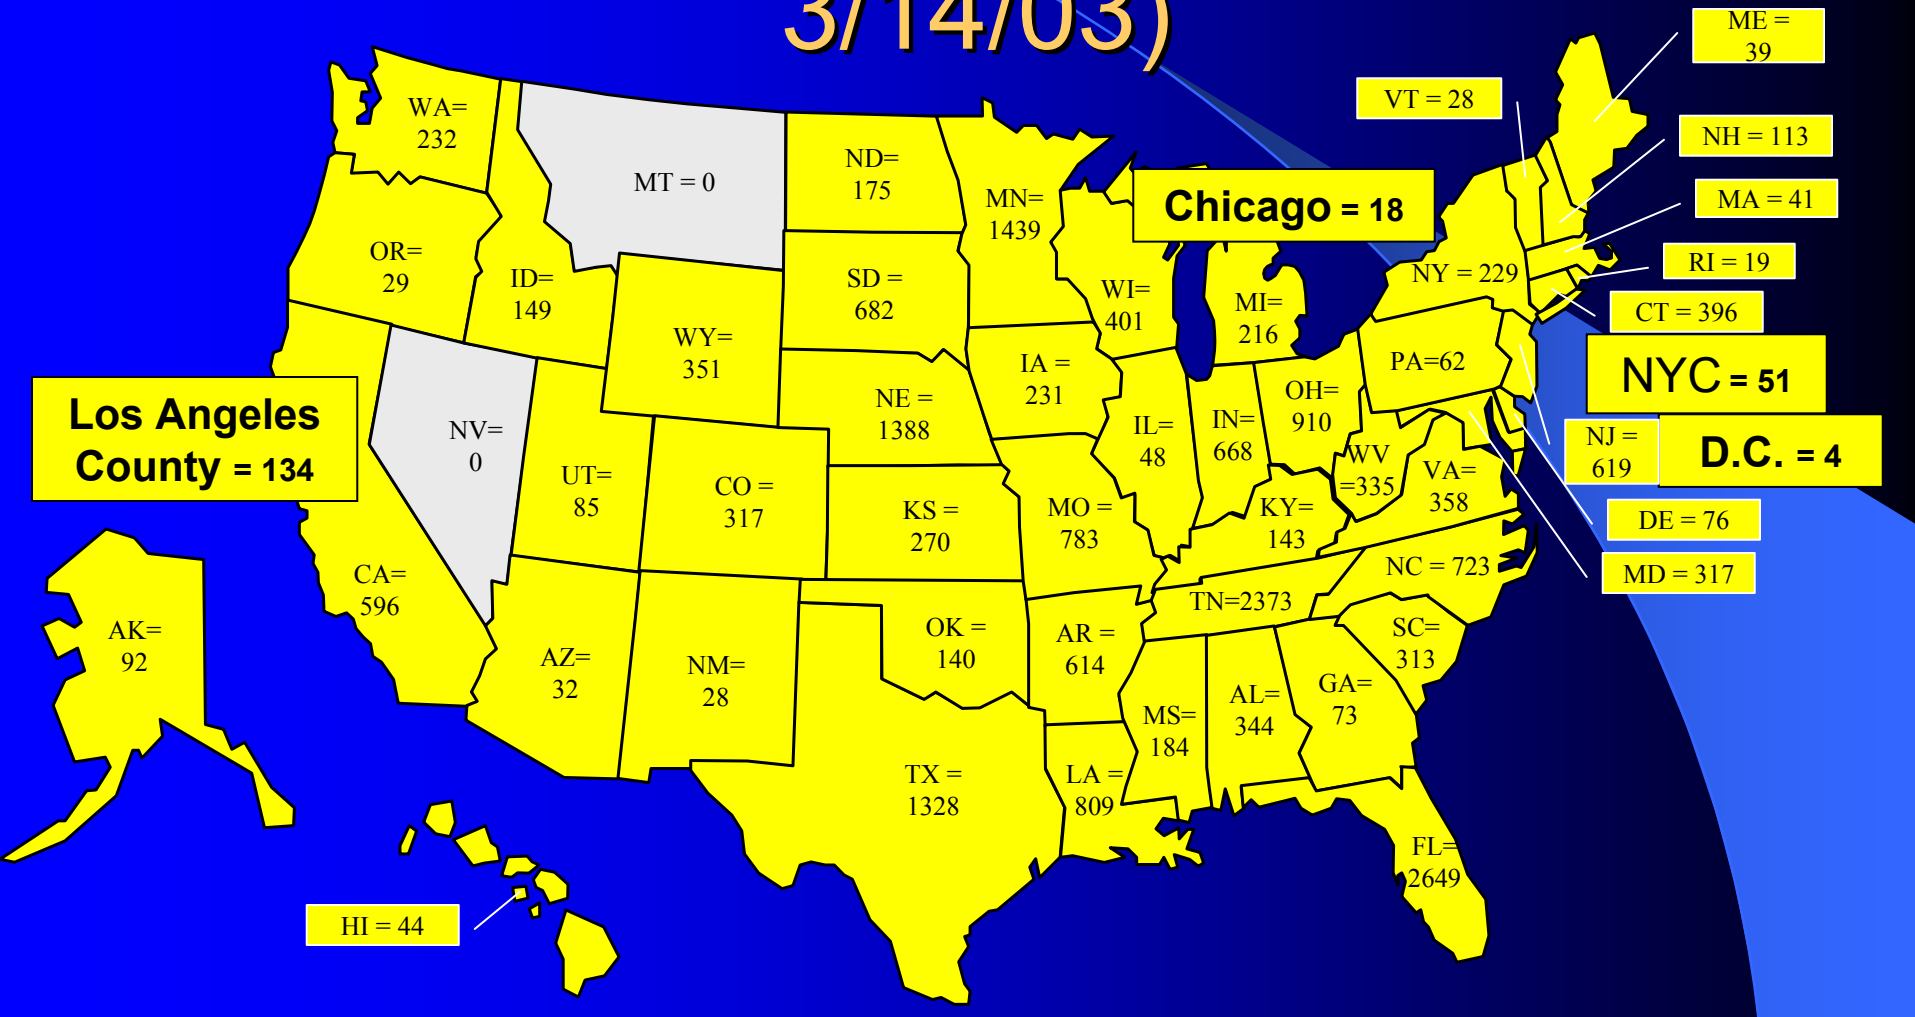 3/14/03)
ME =
39
VT = 28
WA=
232
NH = 113
ND=
175
MT = 0
MN=
1439
Chicago = 18
MA = 41
OR=
29
ID=
149
SD =
682
WI=
401
MI=
216
NY = 229
RI = 19
CT = 396
WY=
351
IA =
231
PA=62
NYC = 51
Los Angeles
County = 134
NV=
0
NE =
1388
IL=
48
IN=
668
OH=
910
NJ =
619
D.C. = 4
UT=
85
CO =
317
KS =
270
MO =
783
KY=
143
WV
=335
VA=
358
DE = 76
CA=
596
MD = 317
NC = 723
TN=2373
AK=
92
AZ=
32
NM=
28
OK =
140
AR =
614
SC=
313
MS=
184
AL=
344
GA=
73
TX =
1328
LA =
809
FL=
2649
HI = 44